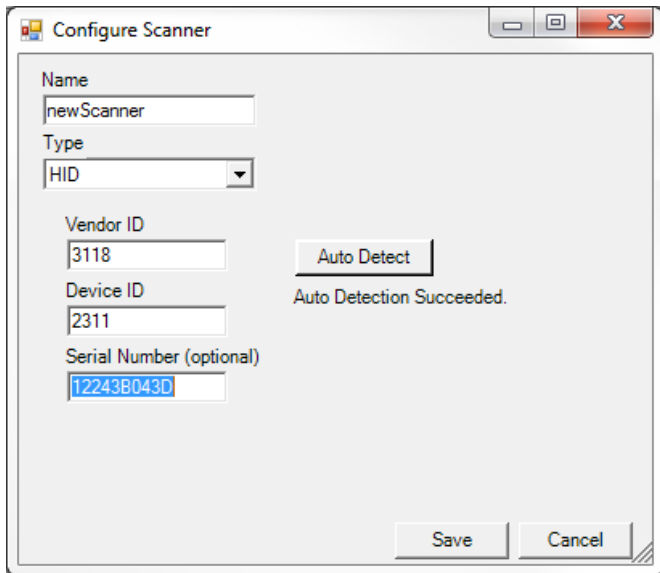 Configure Scanner
Name
newScanner
Type
HID
Vendor ID
3118
Auto Detect
Device ID
Auto Detection Succeeded.
2311
Serial Number (optional)
12243B043D
Save
Cancel